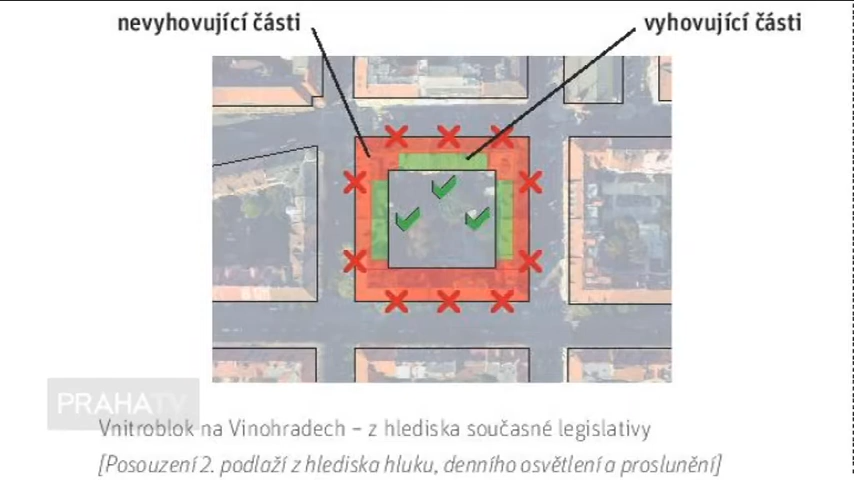 nevyhovující části
vyhovující části
PRAHA TV
Vnitroblok na Vinohradech – z hlediska současné legislativy
[Posouzení 2. podlaží z hlediska hluku, denního osvětlení a proslunění]